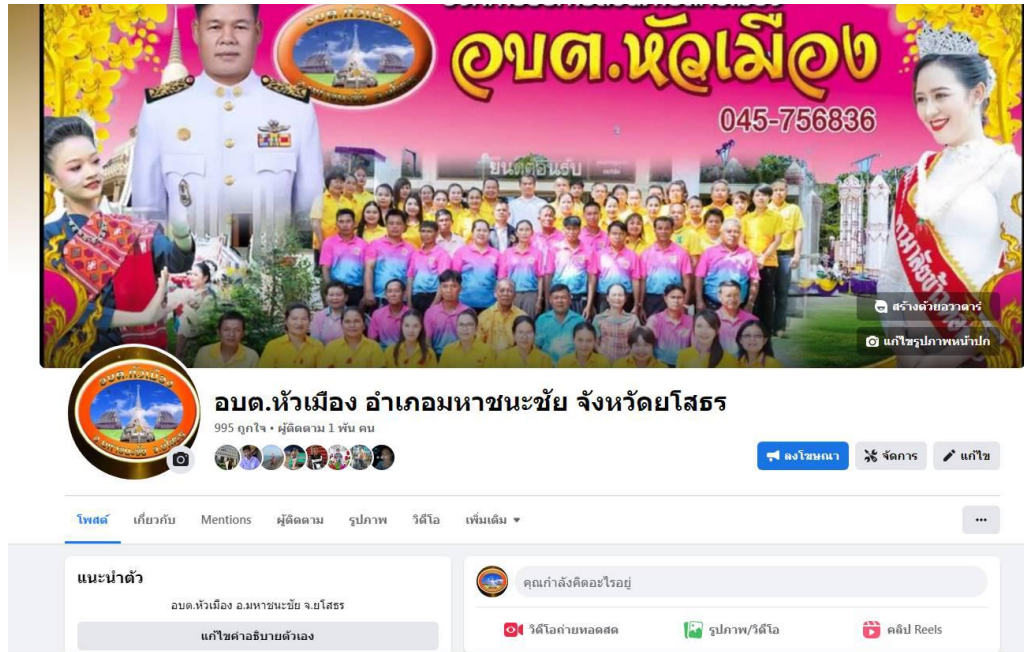 อบต.หัวเมือง
045-756836
ยินดีต้อนรับ
สร้างด้วยอวาตาร์
แก้ไขรูปภาพหน้าปก
อบต.หัวเมือง
อบต.หัวเมือง อำเภอมหาชนะชัย จังหวัดยโสธร
995 ถูกใจ • ผู้ติดตาม 1 พัน คน
ลงโฆษณา จัดการ แก้ไข
โพสต์ เกี่ยวกับ Mentions ผู้ติดตาม รูปภาพ วิดีโอ เพิ่มเติม
แนะนำตัว
คุณกำลังคิดอะไรอยู่
อบต.หัวเมือง อ.มหาชนะชัย จ.ยโสธร
แก้ไขคำอธิบายตัวเอง
วิดีโอถ่ายทอดสด รูปภาพ/วิดีโอ คลิป Reels